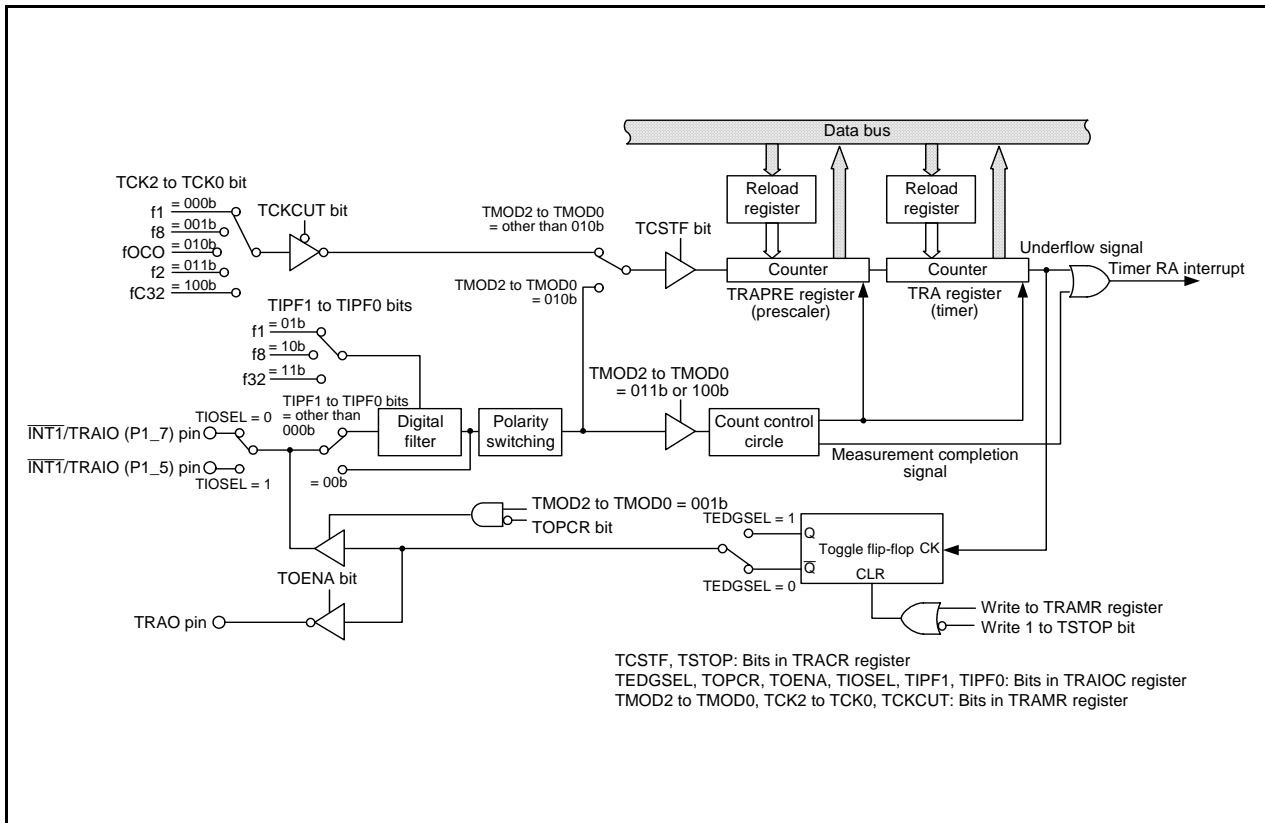 Data bus
TCK2 to TCK0 bit
f1 = 000b
f8 = 001b
fOCO = 010b
f2 = 011b
fC32 = 100b
TCKCUT bit
TMOD2 to TMOD0
= other than 010b
TMOD2 to TMOD0
= 010b
TCSTF bit
Reload
register
Reload
register
Counter
TRAPRE register
(prescaler)
Counter
TRA register
(timer)
Underflow signal
Timer RA interrupt
TIPF1 to TIPF0 bits
f1 = 01b
f8 = 10b
f32 = 11b
TIOSEL = 0
INT1/TRAIO (P1_7) pin
INT1/TRAIO (P1_5) pin
TIOSEL = 1
TIPF1 to TIPF0 bits
= other than
000b
= 00b
Digital
filter
Polarity
switching
TMOD2 to TMOD0
= 011b or 100b
Count control
circle
Measurement completion
signal
TMOD2 to TMOD0 = 001b
TOPCR bit
TEDGSEL = 1
TEDGSEL = 0
Q
Toggle flip-flop CK
Q
CLR
TOENA bit
TRAO pin
Write to TRAMR register
Write 1 to TSTOP bit
TCSTF, TSTOP: Bits in TRACR register
TEDGSEL, TOPCR, TOENA, TIOSEL, TIPF1, TIPF0: Bits in TRAIOC register
TMOD2 to TMOD0, TCK2 to TCK0, TCKCUT: Bits in TRAMR register